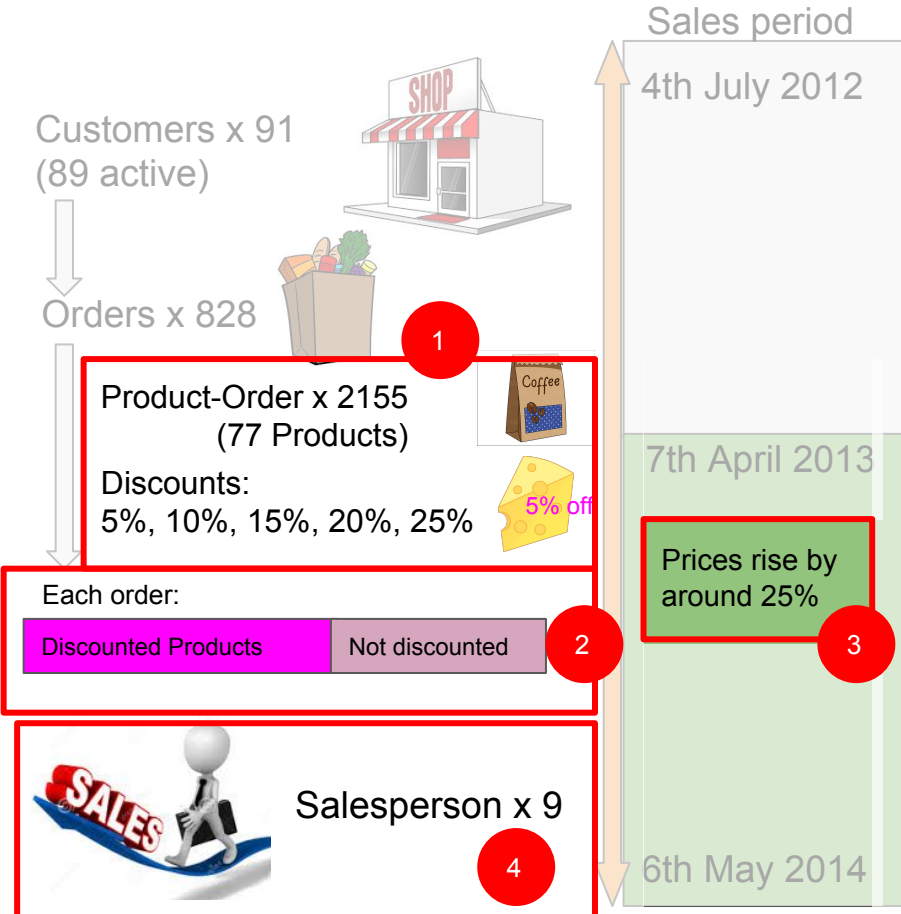 Sales period
4th July 2012
SHOP
Customers x 91
(89 active)
Orders x 828
1
Product-Order x 2155
(77 Products)
Coffee
Discounts:
5%, 10%, 15%, 20%, 25%
5% off
7th April 2013
Prices rise by
around 25%
3
Each order:
Discounted Products
Not discounted
2
SALES
Salesperson x 9
4
6th May 2014